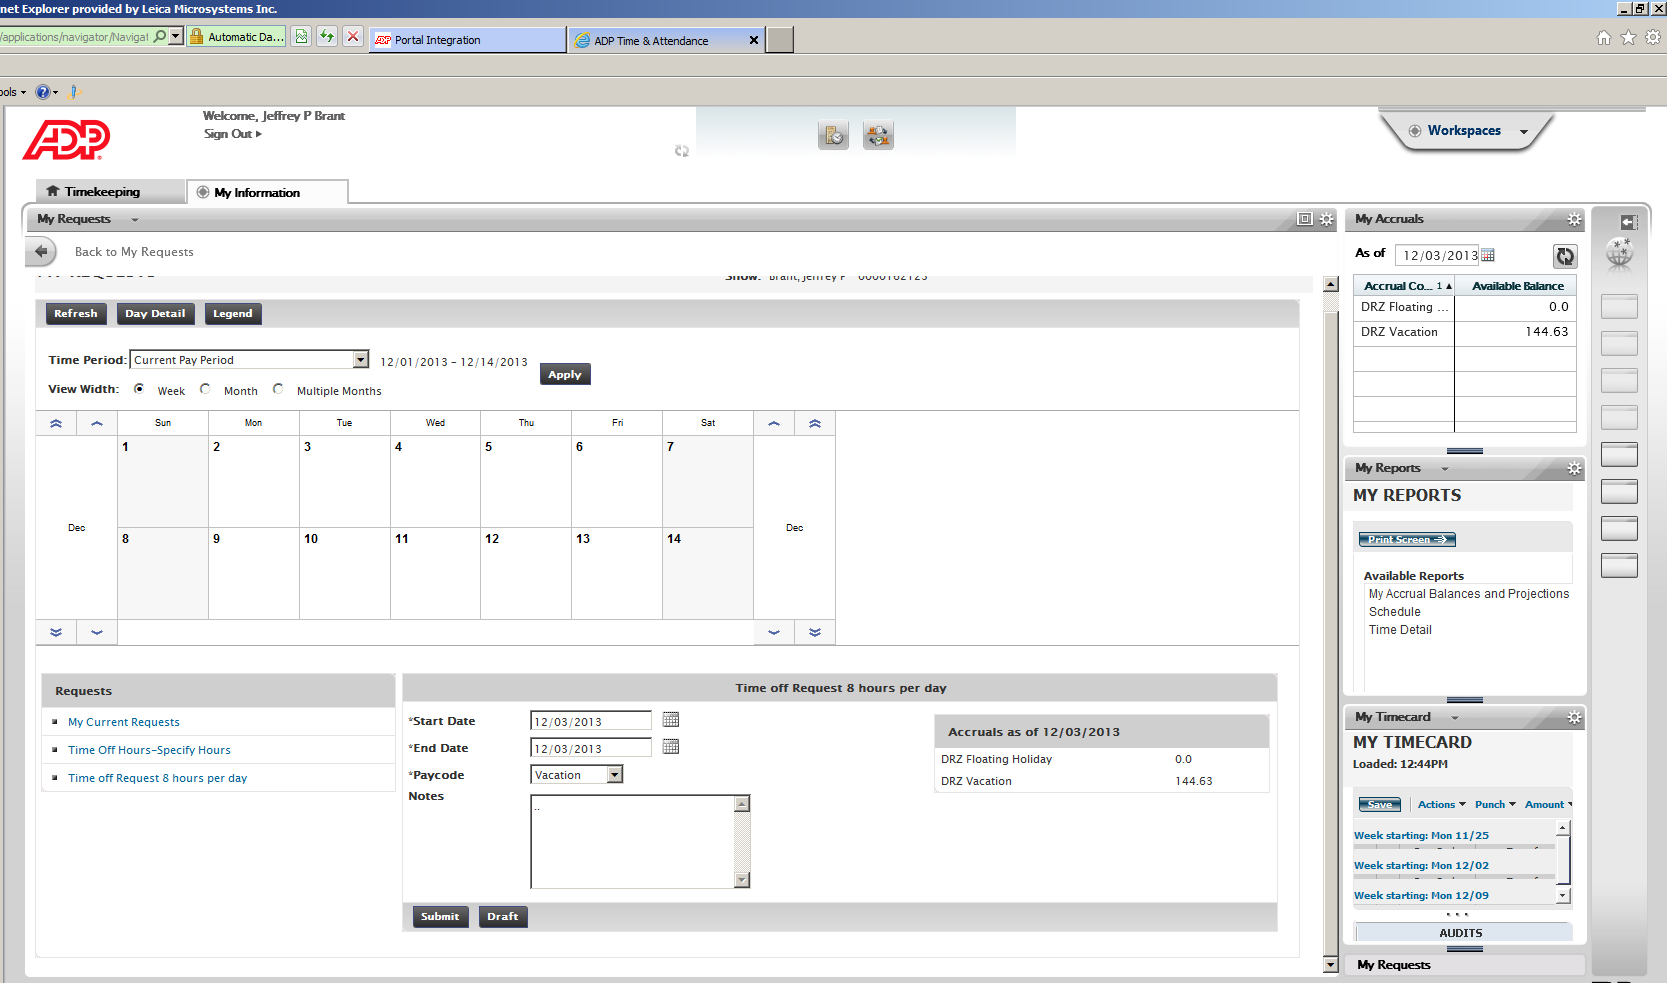 net Explorer provided by Leica Microsystems Inc.
/applications/navigator/Navigat
Automatic Da...
ADP Portal Integration
ADP Time & Attendance
ools
ADP
Welcome, Jeffrey P Brant
Sign Out
Workspaces
Timekeeping
My Information
My Requests
Back to My Requests
MY REQUESTS
Show: Brant, Jeffrey P
Refresh
Day Detail
Legend
Time Period: Current Pay Period 12/01/2013 - 12/14/2013
Apply
View Width: Week Month Multiple Months
Sun Mon Tue Wed Thu Fri Sat
1 2 3 4 5 6 7
Dec Dec
8 9 10 11 12 13 14
Requests
My Current Requests
Time Off Hours-Specify Hours
Time off Request 8 hours per day
Time off Request 8 hours per day
*Start Date 12/03/2013
*End Date 12/03/2013
*Paycode Vacation
Notes
..
Accruals as of 12/03/2013
DRZ Floating Holiday 0.0
DRZ Vacation 144.63
Submit Draft
My Accruals
As of 12/03/2013
Accrual Co... 1 Available Balance
DRZ Floating ... 0.0
DRZ Vacation 144.63
My Reports
MY REPORTS
Print Screen
Available Reports
My Accrual Balances and Projections
Schedule
Time Detail
My Timecard
MY TIMECARD
Loaded: 12:44PM
Save Actions Punch Amount
Week starting: Mon 11/25
Week starting: Mon 12/02
Week starting: Mon 12/09
AUDITS
My Requests